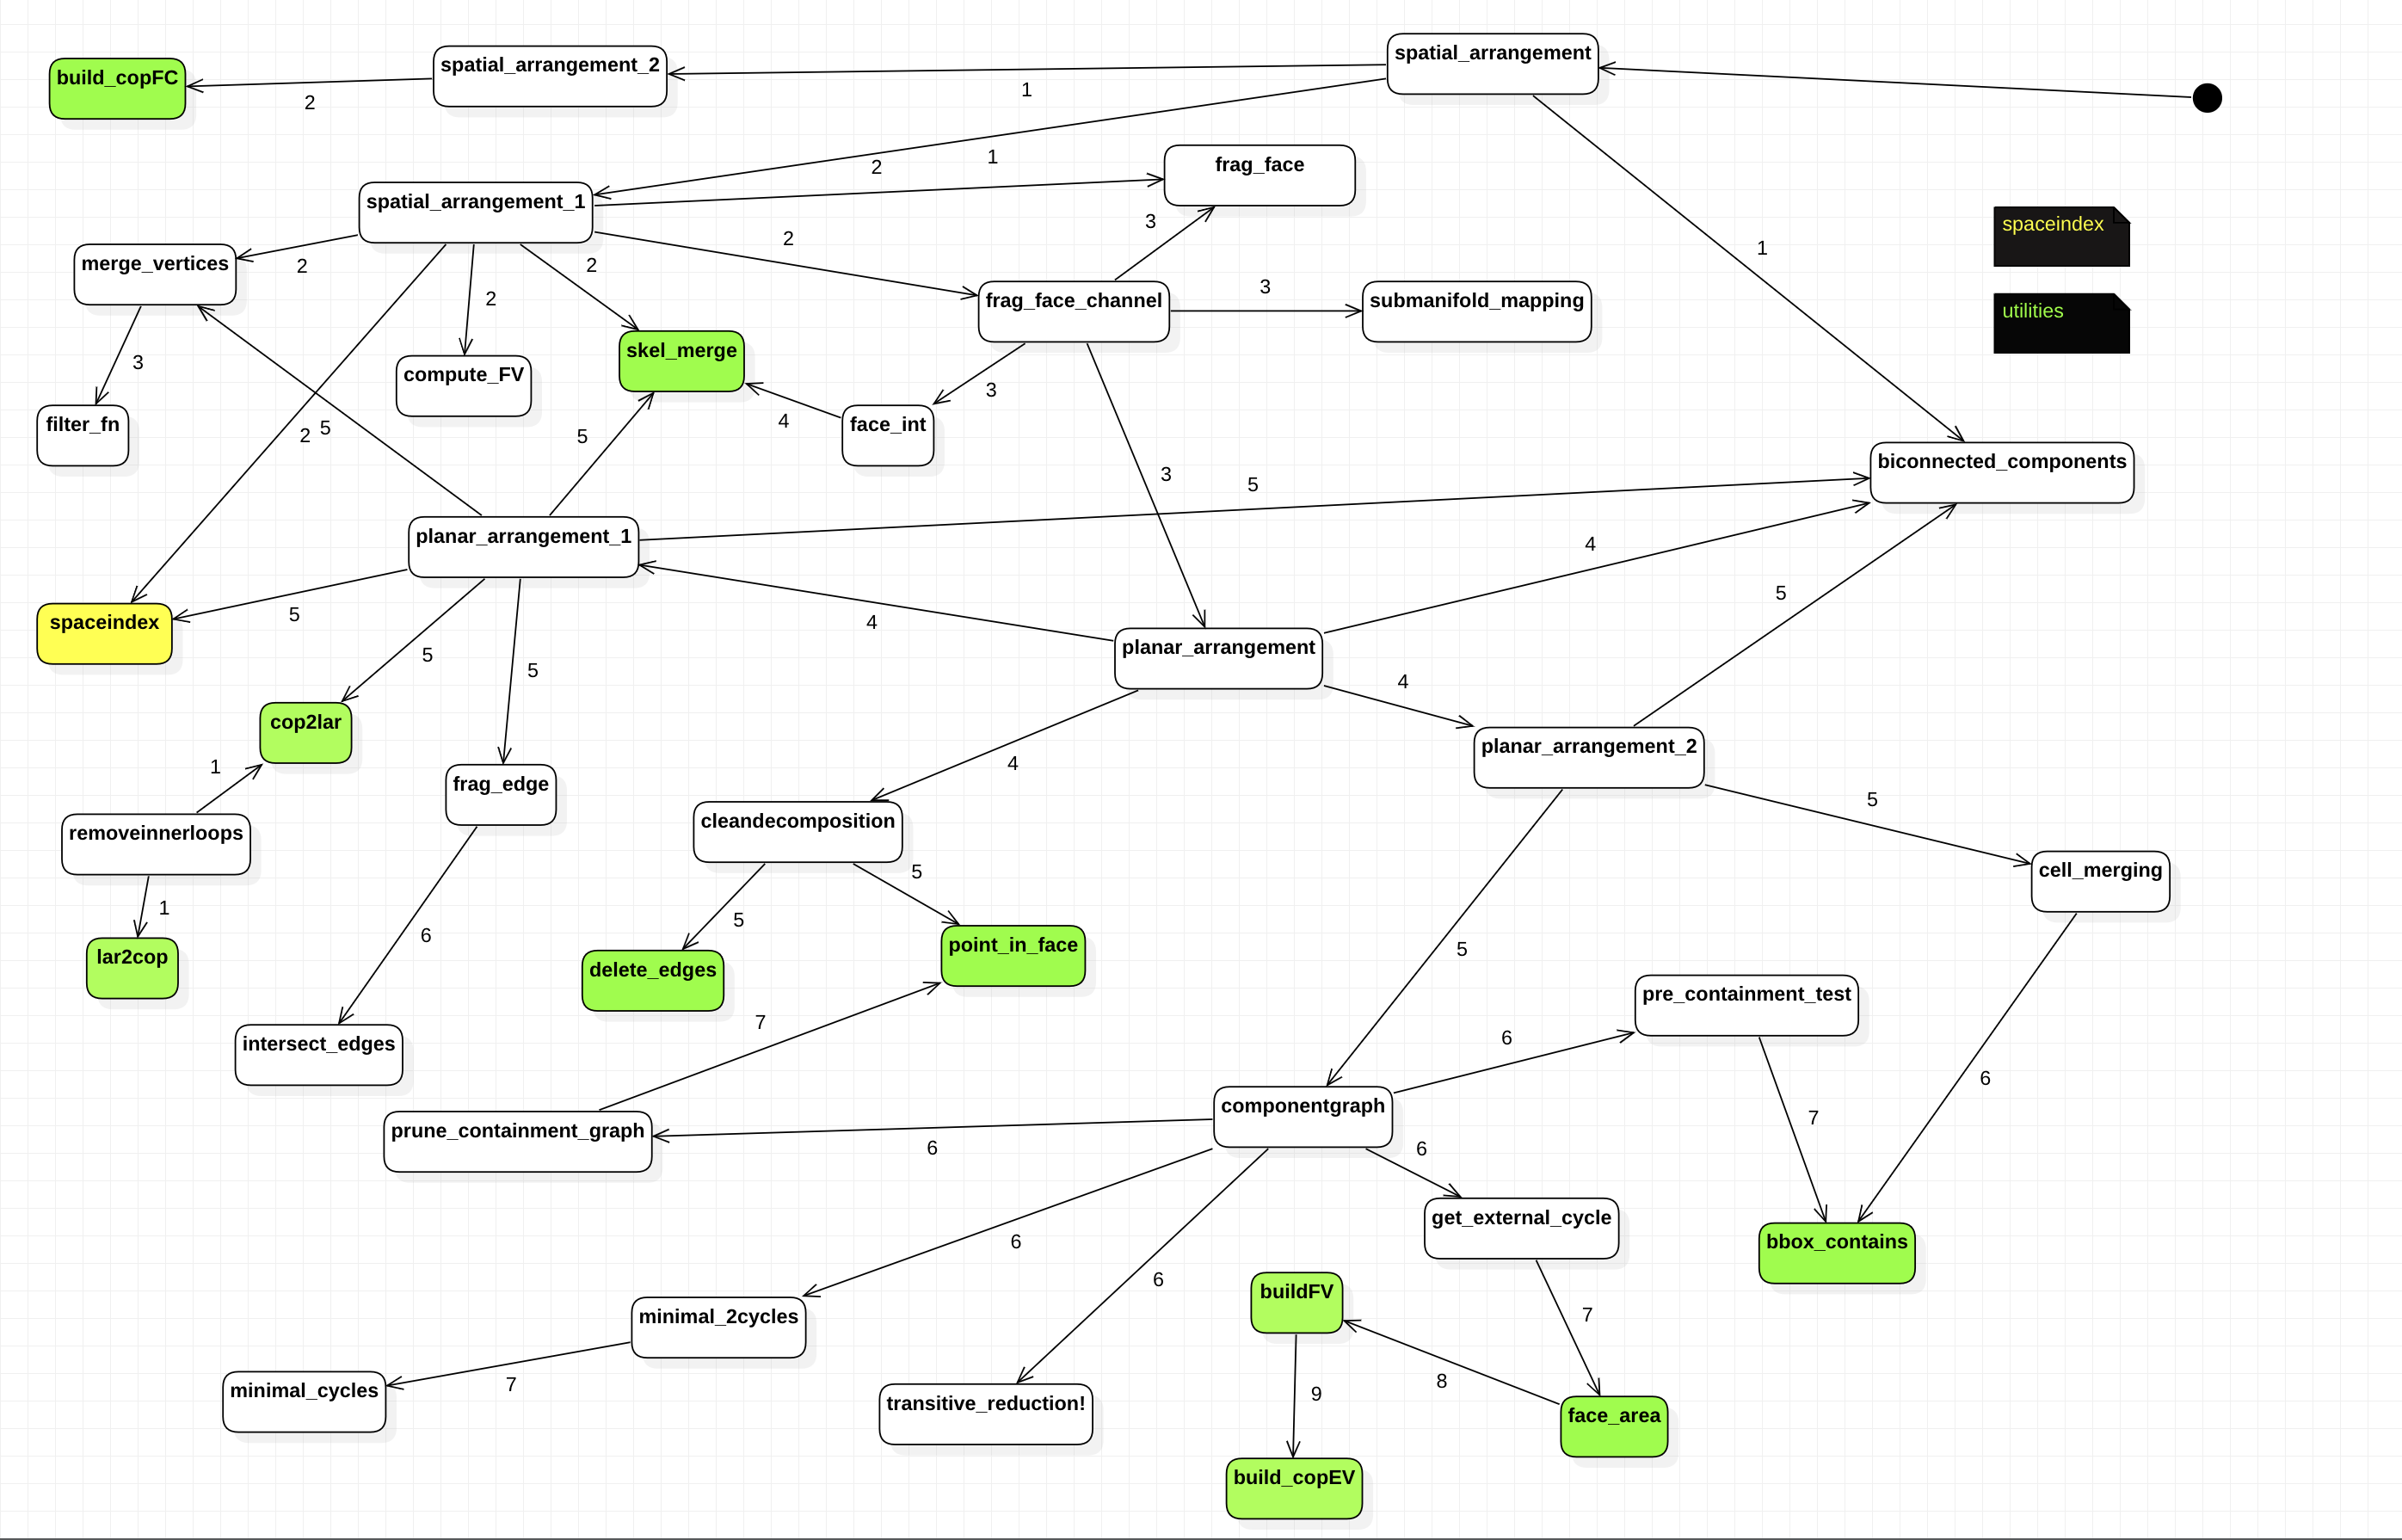 spatial_arrangement
spatial_arrangement_2
build_copFC
1
2
2
1
frag_face
spatial_arrangement_1
3
spaceindex
2
1
merge_vertices
2
2
3
frag_face_channel
submanifold_mapping
2
utilities
skel_merge
3
compute_FV
3
4
filter_fn
face_int
2
5
5
biconnected_components
3
5
planar_arrangement_1
4
5
5
spaceindex
4
planar_arrangement
5
5
4
cop2lar
planar_arrangement_2
4
1
frag_edge
5
cleandecomposition
removeinnerloops
5
cell_merging
1
5
6
point_in_face
5
lar2cop
delete_edges
pre_containment_test
7
6
intersect_edges
6
componentgraph
7
prune_containment_graph
6
6
get_external_cycle
6
bbox_contains
6
buildFV
minimal_2cycles
7
7
minimal_cycles
8
9
transitive_reduction!
face_area
build_copEV